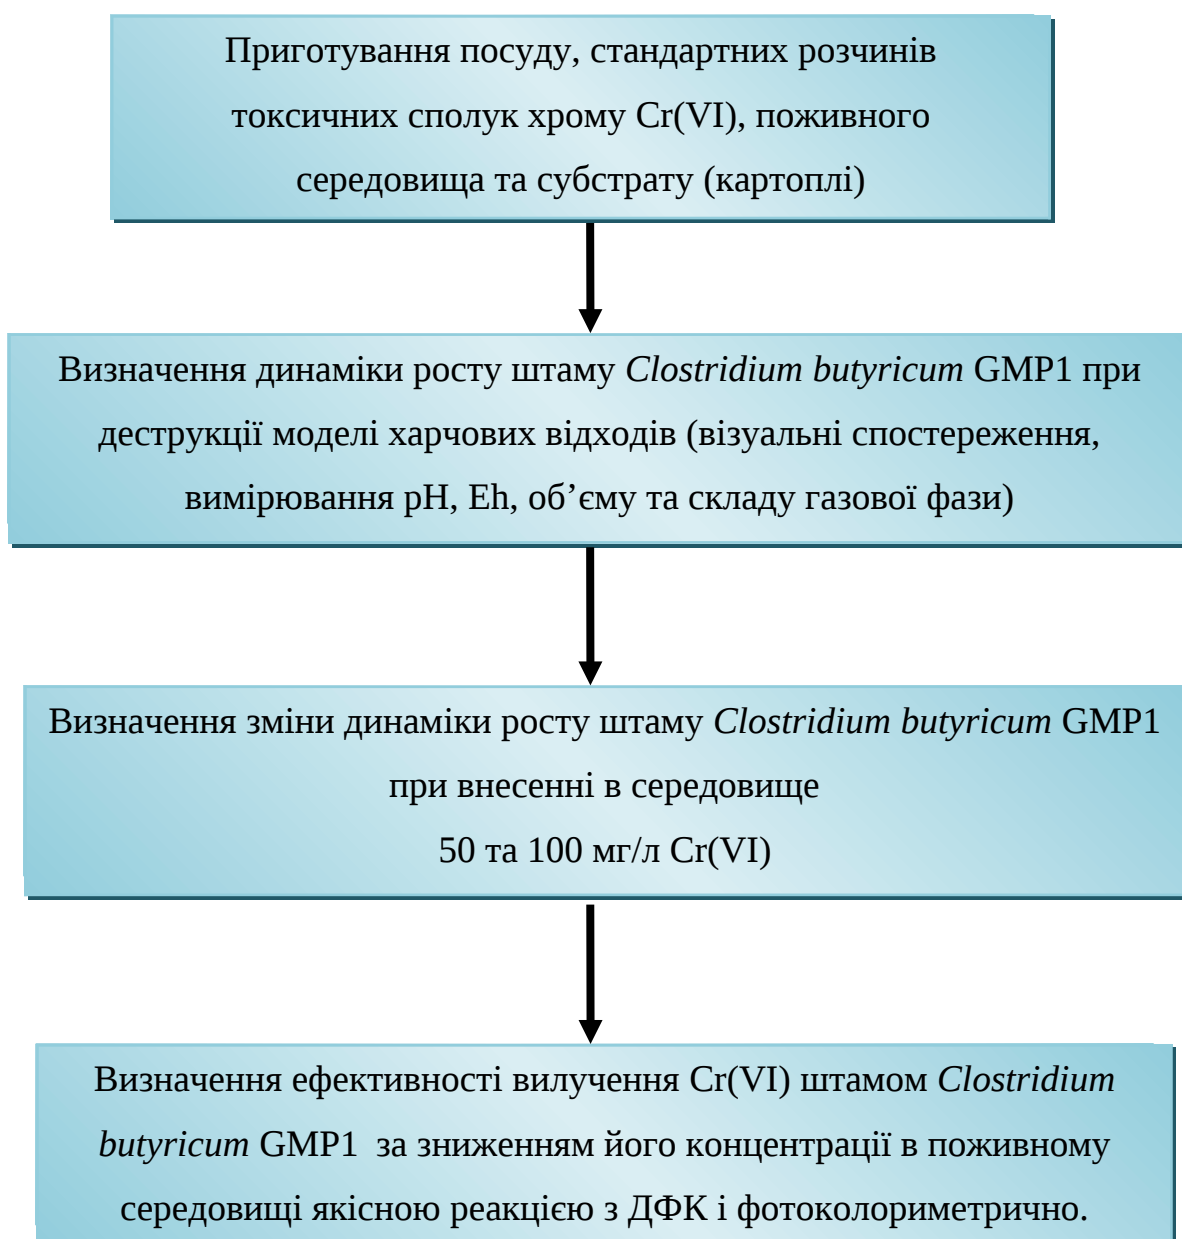 Приготування посуду, стандартних розчинів
токсичних сполук хрому Cr(VI), поживного
середовища та субстрату (картоплі)
Визначення динаміки росту штаму Clostridium butyricum GMP1 при
деструкції моделі харчових відходів (візуальні спостереження,
вимірювання pH, Eh, об’єму та складу газової фази)
Визначення зміни динаміки росту штаму Clostridium butyricum GMP1
при внесенні в середовище
50 та 100 мг/л Cr(VI)
Визначення ефективності вилучення Cr(VI) штамом Clostridium
butyricum GMP1 за зниженням його концентрації в поживному
середовищі якісною реакцією з ДФК і фотоколориметрично.